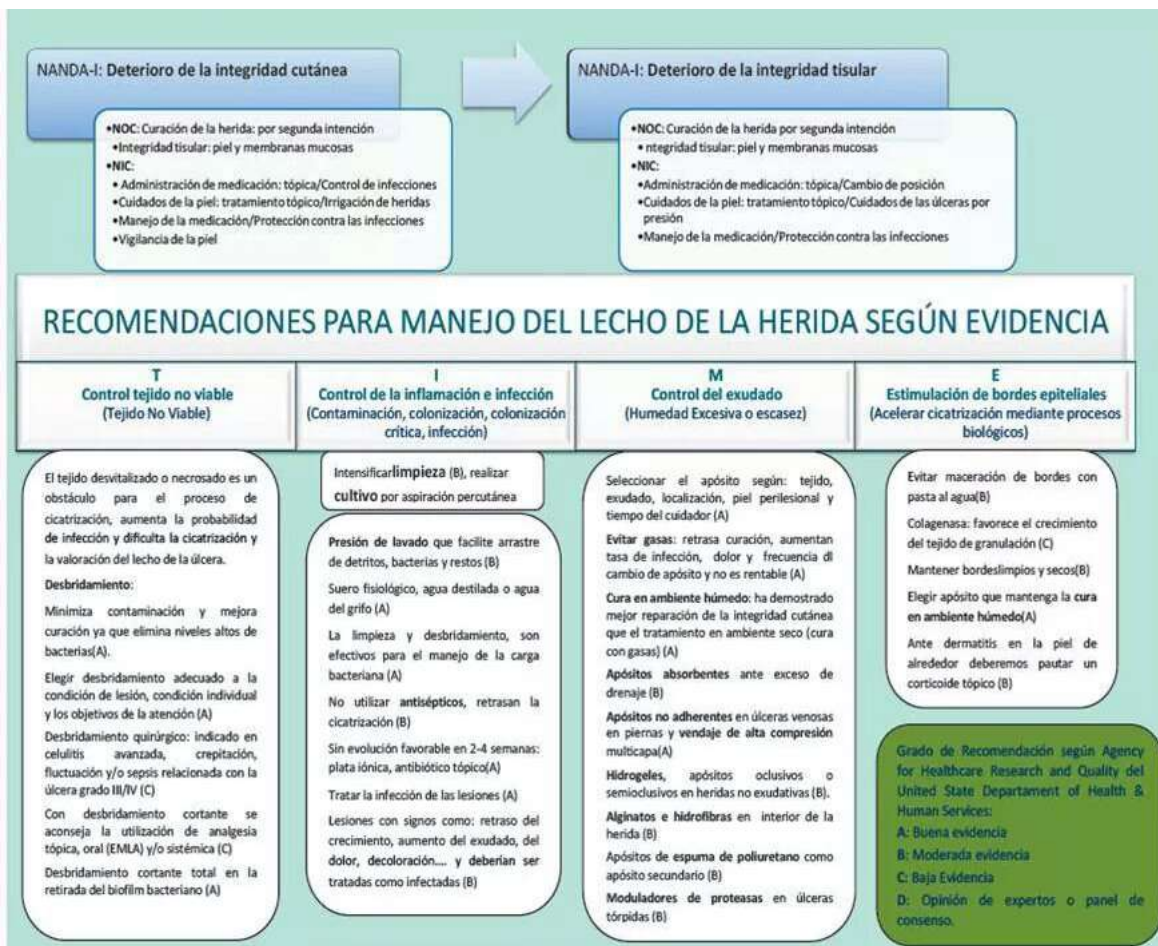 NANDA-I: Deterioro de la integridad cutánea
•NOC: Curación de la herida: por segunda intención
•Integridad tisular: piel y membranas mucosas
•NIC:
• Administración de medicación: tópica/Control de infecciones
•Cuidados de la piel: tratamiento tópico/Irrigación de heridas
•Manejo de la medicación/Protección contra las infecciones
•Vigilancia de la piel
NANDA-I: Deterioro de la integridad tisular
•NOC: Curación de la herida por segunda intención
•ntegridad tisular: piel y membranas mucosas
•NIC:
•Administración de medicación: tópica/Cambio de posición
•Cuidados de la piel: tratamiento tópico/Cuidados de las úlceras por
presión
•Manejo de la medicación/Protección contra las infecciones
RECOMENDACIONES PARA MANEJO DEL LECHO DE LA HERIDA SEGÚN EVIDENCIA
T
Control tejido no viable
(Tejido No Viable)
El tejido desvitalizado o necrosado es un
obstáculo para el proceso de
cicatrización, aumenta la probabilidad
de infección y dificulta la cicatrización y
la valoración del lecho de la úlcera.
Desbridamiento:
Minimiza contaminación y mejora
curación ya que elimina niveles altos de
bacterias(A).
Elegir desbridamiento adecuado a la
condición de lesión, condición individual
y los objetivos de la atención (A)
Desbridamiento quirúrgico: indicado en
celulitis avanzada, crepitación,
fluctuación y/o sepsis relacionada con la
úlcera grado III/IV (C)
Con desbridamiento cortante se
aconseja la utilización de analgesia
tópica, oral (EMLA) y/o sistémica (C)
Desbridamiento cortante total en la
retirada del biofilm bacteriano (A)
I
Control de la inflamación e infección
(Contaminación, colonización, colonización
crítica, infección)
Intensificarlimpieza (B), realizar
cultivo por aspiración percutánea
Presión de lavado que facilite arrastre
de detritos, bacterias y restos (B)
Suero fisiológico, agua destilada o agua
del grifo (A)
La limpieza y desbridamiento, son
efectivos para el manejo de la carga
bacteriana (A)
No utilizar antisépticos, retrasan la
cicatrización (B)
Sin evolución favorable en 2-4 semanas:
plata iónica, antibiótico tópico(A)
Tratar la infección de las lesiones (A)
Lesiones con signos como: retraso del
crecimiento, aumento del exudado, del
dolor, decoloración.... y deberían ser
tratadas como infectadas (B)
M
Control del exudado
(Humedad Excesiva o escasez)
Seleccionar el apósito según: tejido,
exudado, localización, piel perilesional y
tiempo del cuidador (A)
Evitar gasas: retrasa curación, aumentan
tasa de infección, dolor y frecuencia dl
cambio de apósito y no es rentable (A)
Cura en ambiente húmedo: ha demostrado
mejor reparación de la integridad cutánea
que el tratamiento en ambiente seco (cura
con gasas) (A)
Apósitos absorbentes ante exceso de
drenaje (B)
Apósitos no adherentes en úlceras venosas
en piernas y vendaje de alta compresión
multicapa(A)
Hidrogeles, apósitos oclusivos o
semioclusivos en heridas no exudativas (B).
Alginatos e hidrofibras en interior de la
herida (B)
Apósitos de espuma de poliuretano como
apósito secundario (B)
Moduladores de proteasas en úlceras
tórpidas (B)
E
Estimulación de bordes epiteliales
(Acelerar cicatrización mediante procesos
biológicos)
Evitar maceración de bordes con
pasta al agua(B)
Colagenasa: favorece el crecimiento
del tejido de granulación (C)
Mantener bordeslimpios y secos(B)
Elegir apósito que mantenga la cura
en ambiente húmedo(A)
Ante dermatitis en la piel de
alrededor deberemos pautar un
corticoide tópico (B)
Grado de Recomendación según Agency
for Healthcare Research and Quality del
United State Departament of Health &
Human Services:
A: Buena evidencia
B: Moderada evidencia
C: Baja Evidencia
D: Opinión de expertos o panel de
consenso.